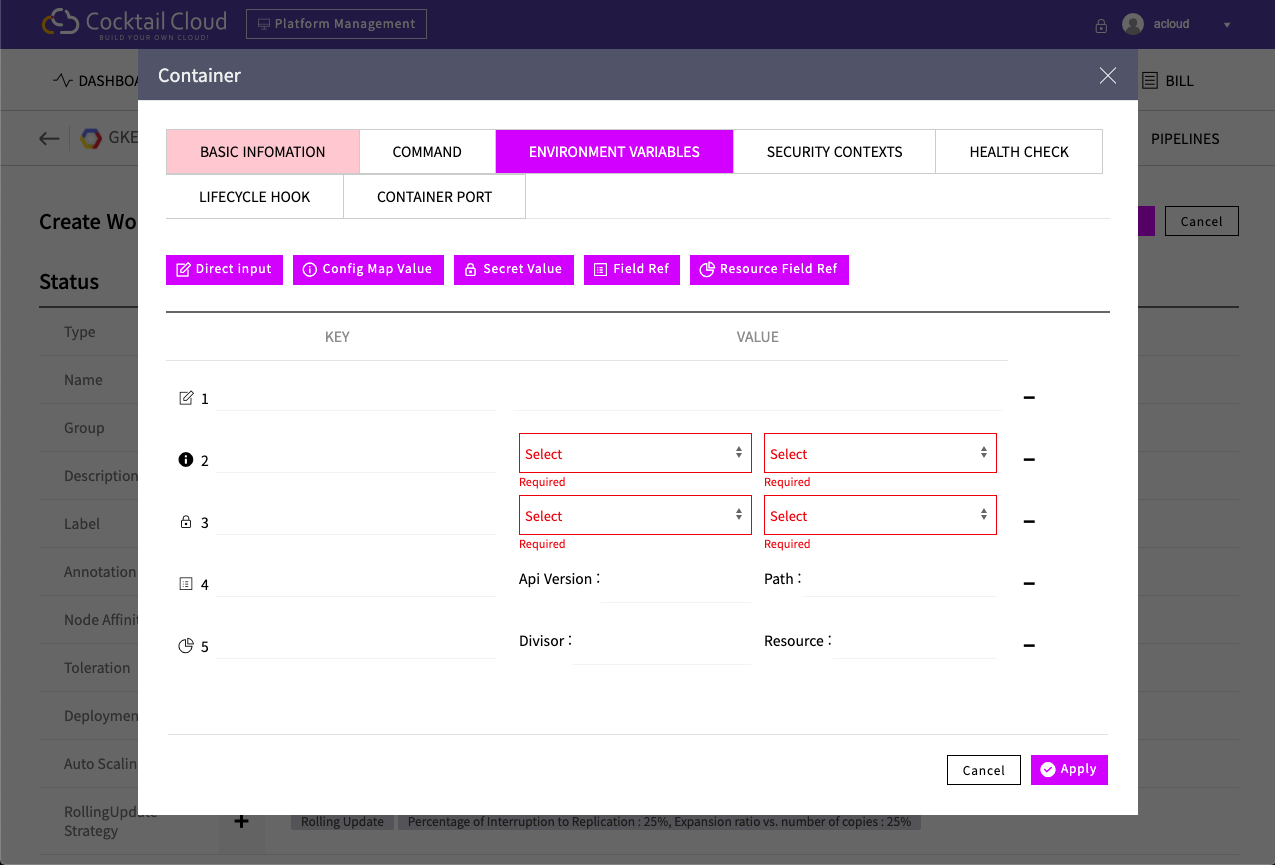 Cocktail Cloud
BUILD YOUR OWN CLOUD!
Platform Management
acloud
DASHBOA
BILL
GKE
PIPELINES
Container
BASIC INFOMATION
COMMAND
ENVIRONMENT VARIABLES
SECURITY CONTEXTS
HEALTH CHECK
LIFECYCLE HOOK
CONTAINER PORT
Create Wo
Cancel
Direct input
Config Map Value
Secret Value
Field Ref
Resource Field Ref
Status
KEY
VALUE
Type
Name
Group
Description
Label
Annotation
Node Affinit
Toleration
Deploymen
Auto Scalin
RollingUpdate
Strategy
1
2
Select
Select
Required
Required
3
Select
Select
Required
Required
4
Api Version :
Path :
5
Divisor :
Resource :
Cancel
Apply
Rolling Update
Percentage of Interruption to Replication : 25%, Expansion ratio vs. number of copies : 25%